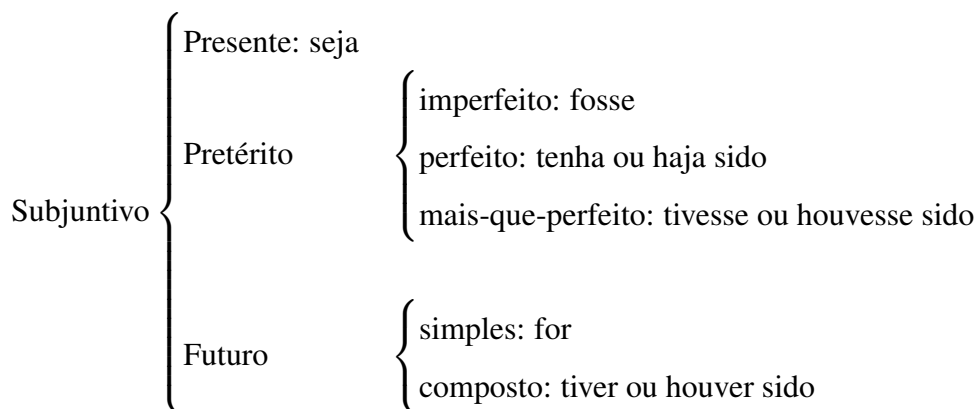 Presente: seja
imperfeito: fosse
Pretérito
perfeito: tenha ou haja sido
Subjuntivo
mais-que-perfeito: tivesse ou houvesse sido
simples: for
Futuro
composto: tiver ou houver sido